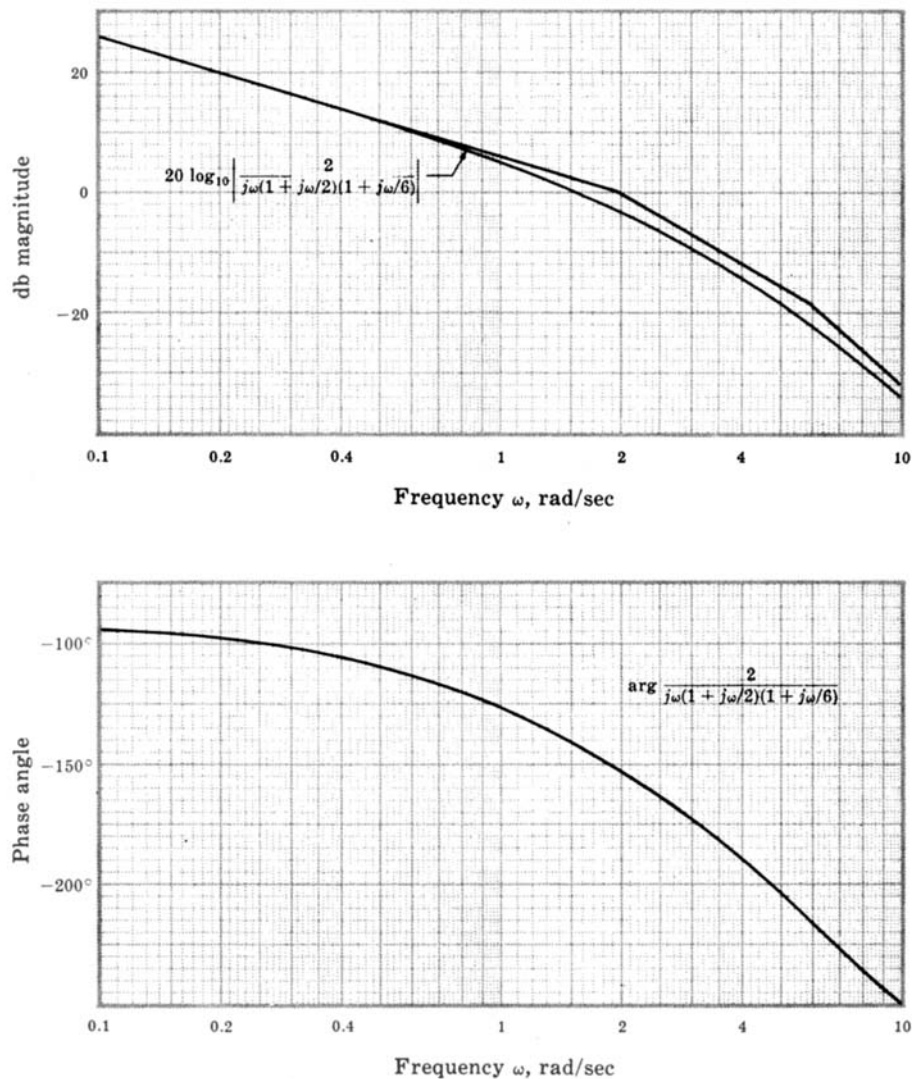 20
20 log₁₀ | 2 / jω(1 + jω/2)(1 + jω/6) |
0
−20
db magnitude
0.1 0.2 0.4 1 2 4 10
Frequency ω, rad/sec
−100°
arg 2 / jω(1 + jω/2)(1 + jω/6)
−150°
−200°
Phase angle
0.1 0.2 0.4 1 2 4 10
Frequency ω, rad/sec